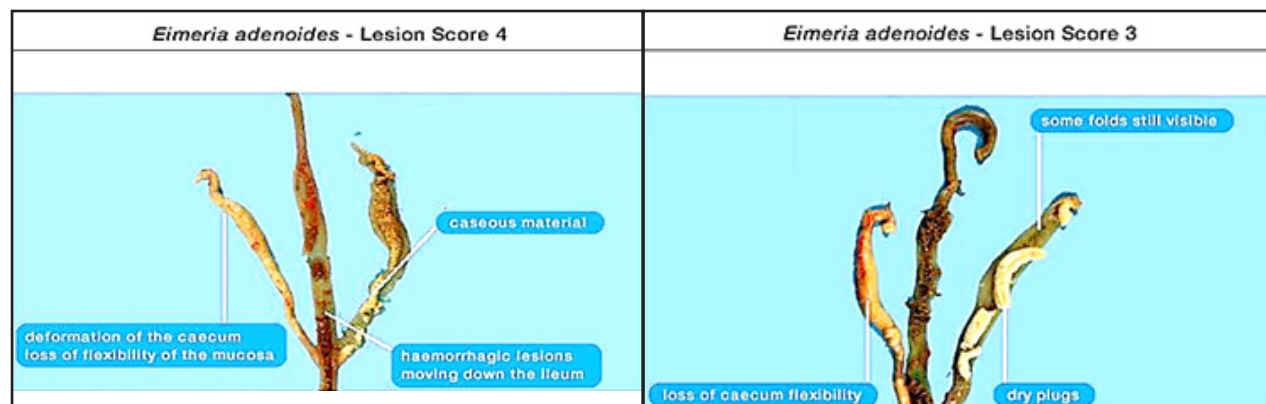 Eimeria adenoides - Lesion Score 4
caseous material
deformation of the caecum
loss of flexibility of the mucosa
haemorrhagic lesions
moving down the ileum
Eimeria adenoides - Lesion Score 3
some folds still visible
loss of caecum flexibility
dry plugs